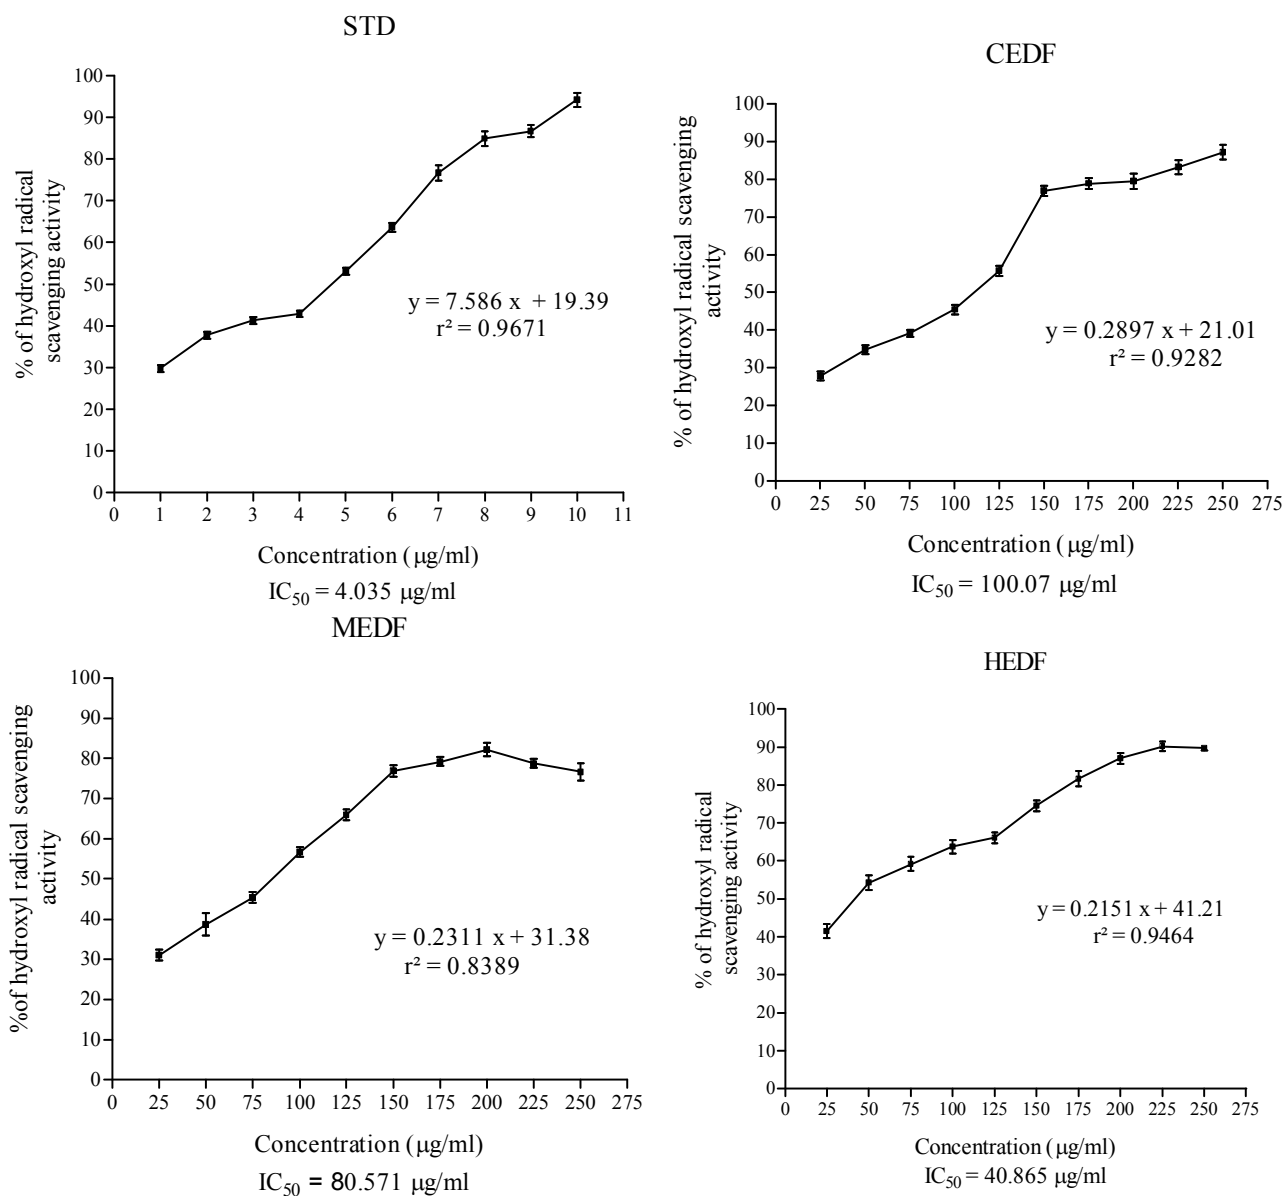 STD
% of hydroxyl radical
scavenging activity
100
90
80
70
60
50
40
30
20
10
0
y = 7.586 x + 19.39
r² = 0.9671
0 1 2 3 4 5 6 7 8 9 10 11
Concentration (μg/ml)
IC50 = 4.035 μg/ml
CEDF
% of hydroxyl radical scavenging
activity
100
90
80
70
60
50
40
30
20
10
0
y = 0.2897 x + 21.01
r² = 0.9282
0 25 50 75 100 125 150 175 200 225 250 275
Concentration (μg/ml)
IC50 = 100.07 μg/ml
MEDF
%of hydroxyl radical scavenging
activity
100
90
80
70
60
50
40
30
20
10
0
y = 0.2311 x + 31.38
r² = 0.8389
0 25 50 75 100 125 150 175 200 225 250 275
Concentration (μg/ml)
IC50 = 80.571 μg/ml
HEDF
% of hydroxyl radical
scavenging activity
100
90
80
70
60
50
40
30
20
10
0
y = 0.2151 x + 41.21
r² = 0.9464
0 25 50 75 100 125 150 175 200 225 250 275
Concentration (μg/ml)
IC50 = 40.865 μg/ml